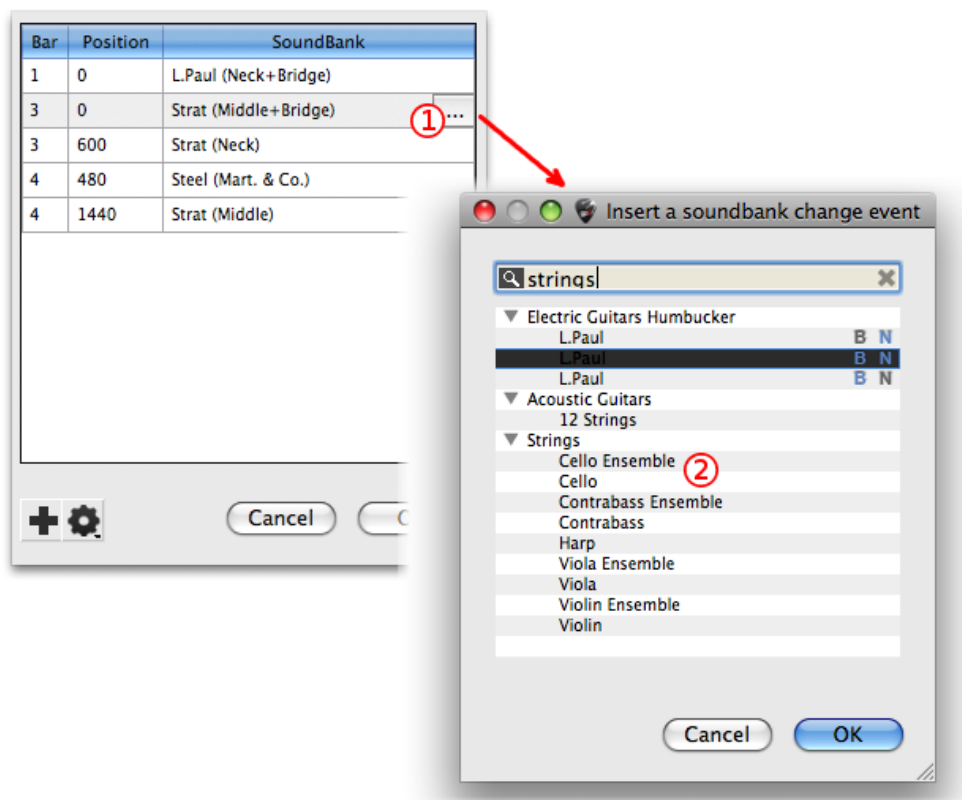 Bar Position SoundBank
1 0 L.Paul (Neck+Bridge)
3 0 Strat (Middle+Bridge) ...
3 600 Strat (Neck)
4 480 Steel (Mart. & Co.)
4 1440 Strat (Middle)
Cancel
1
Insert a soundbank change event
strings
Electric Guitars Humbucker
L.Paul B N
L.Paul B N
L.Paul B N
Acoustic Guitars
12 Strings
Strings
Cello Ensemble
2
Cello
Contrabass Ensemble
Contrabass
Harp
Viola Ensemble
Viola
Violin Ensemble
Violin
Cancel OK